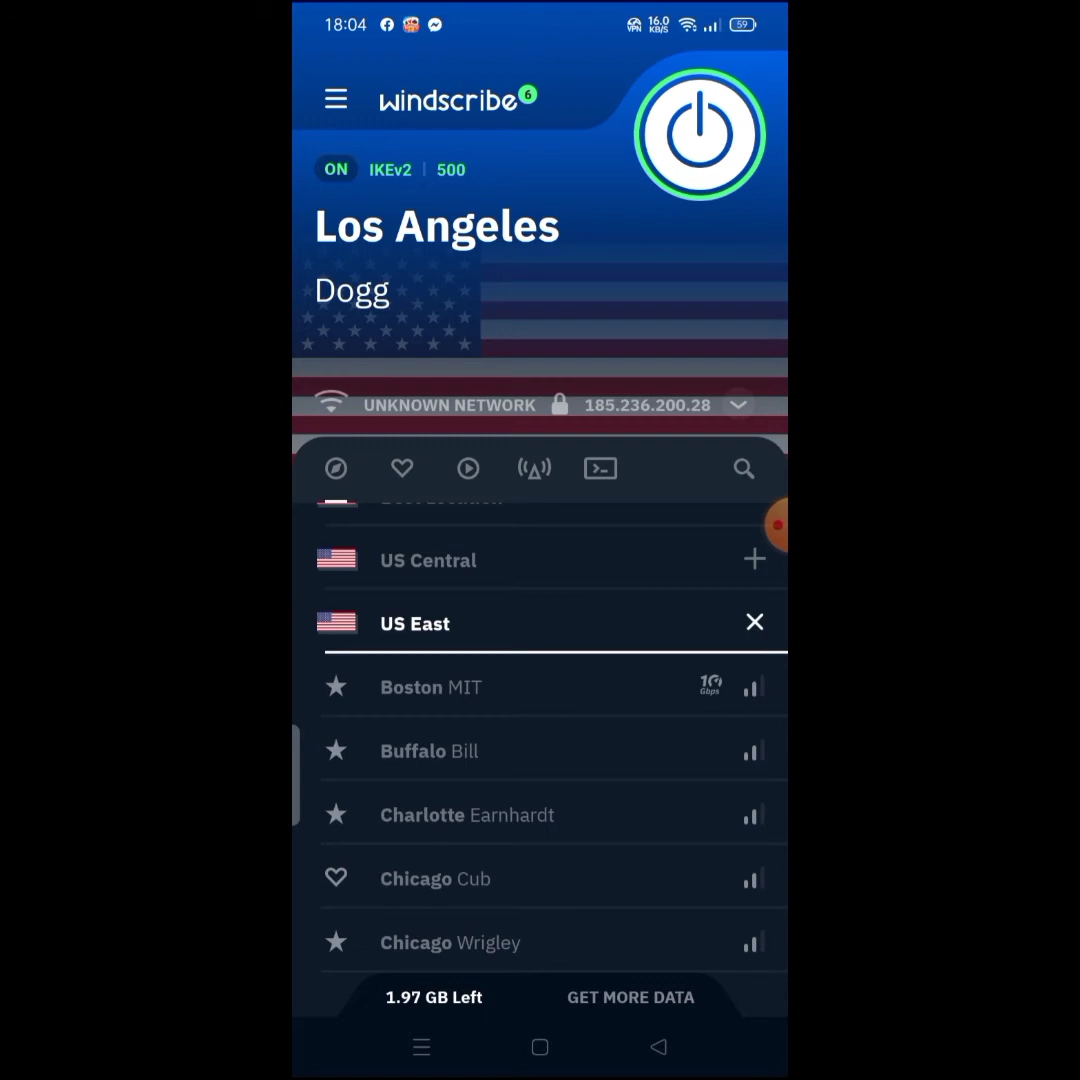 18:04 VPN 16.0 KB/S 59
windscribe 6
ON IKEv2 | 500
Los Angeles
Dogg
UNKNOWN NETWORK 185.236.200.28
US Central
US East
Boston MIT 10 Gbps
Buffalo Bill
Charlotte Earnhardt
Chicago Cub
Chicago Wrigley
1.97 GB Left GET MORE DATA